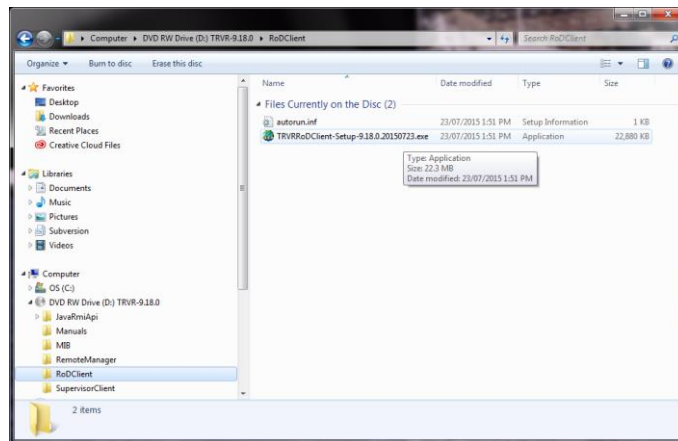 Computer ▸ DVD RW Drive (D:) TRVR-9.18.0 ▸ RoDClient
Search RoDClient
Organize ▼ Burn to disc Erase this disc
Favorites
Desktop
Downloads
Recent Places
Creative Cloud Files
Libraries
Documents
Music
Pictures
Subversion
Videos
Computer
OS (C:)
DVD RW Drive (D:) TRVR-9.18.0
JavaRmiApi
Manuals
MIB
RemoteManager
RoDClient
SupervisorClient
Name Date modified Type Size
Files Currently on the Disc (2)
autorun.inf 23/07/2015 1:51 PM Setup Information 1 KB
TRVRRoDClient-Setup-9.18.0.20150723.exe 23/07/2015 1:51 PM Application 22,880 KB
Type: Application
Size: 22.3 MB
Date modified: 23/07/2015 1:51 PM
2 items